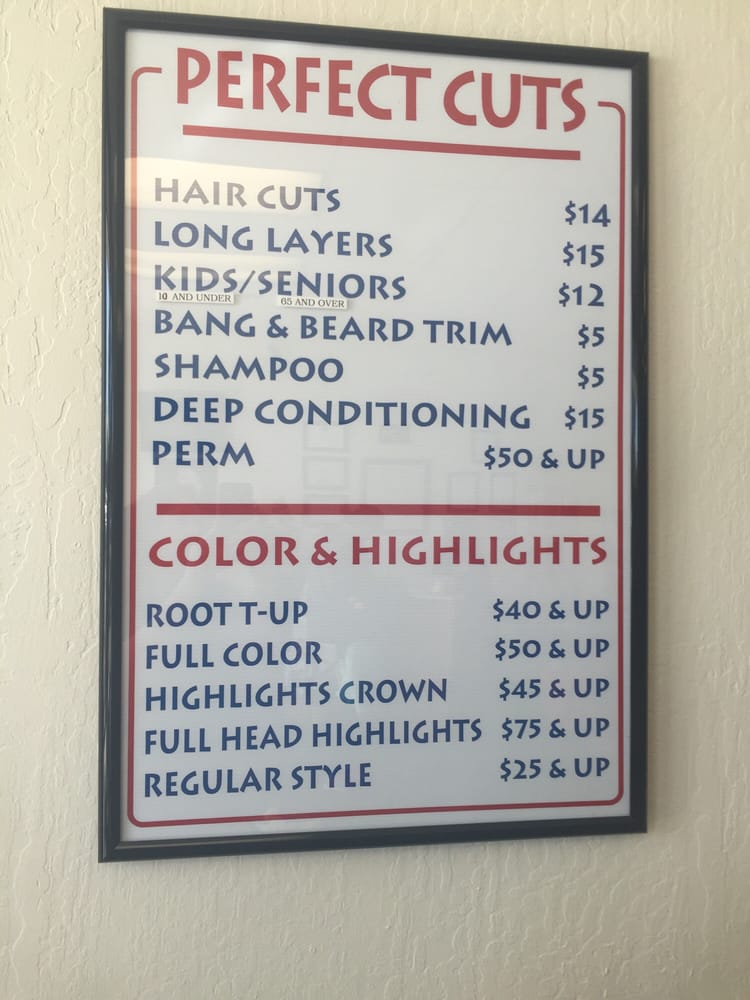 PERFECT CUTS
HAIR CUTS $14
LONG LAYERS $15
KIDS/SENIORS $12
10 AND UNDER 65 AND OVER
BANG & BEARD TRIM $5
SHAMPOO $5
DEEP CONDITIONING $15
PERM $50 & UP
COLOR & HIGHLIGHTS
ROOT T-UP $40 & UP
FULL COLOR $50 & UP
HIGHLIGHTS CROWN $45 & UP
FULL HEAD HIGHLIGHTS $75 & UP
REGULAR STYLE $25 & UP